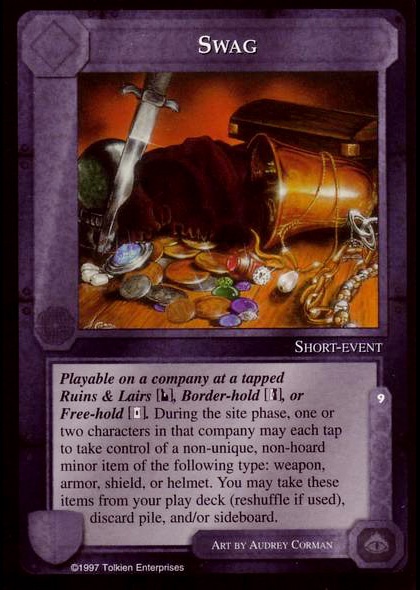 SWAG
SHORT-EVENT
Playable on a company at a tapped
Ruins & Lairs [], Border-hold [], or
Free-hold []. During the site phase, one or
two characters in that company may each tap
to take control of a non-unique, non-hoard
minor item of the following type: weapon,
armor, shield, or helmet. You may take these
items from your play deck (reshuffle if used),
discard pile, and/or sideboard.
9
ART BY AUDREY CORMAN
©1997 Tolkien Enterprises